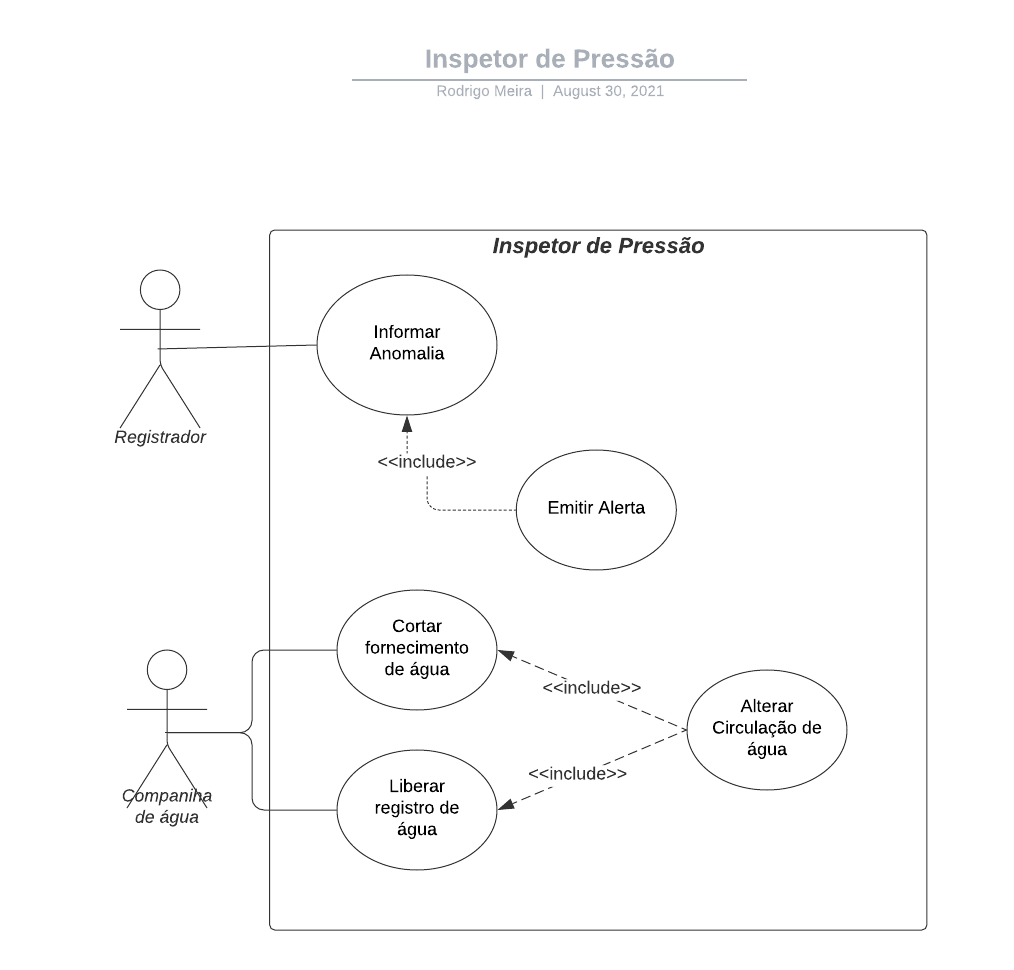 Inspetor de Pressão
Rodrigo Meira | August 30, 2021
Inspetor de Pressão
Informar
Anomalia
Registrador
<<include>>
Emitir Alerta
Cortar
fornecimento
de água
<<include>>
Alterar
Circulação de
água
<<include>>
Liberar
registro de
água
Companiha
de água